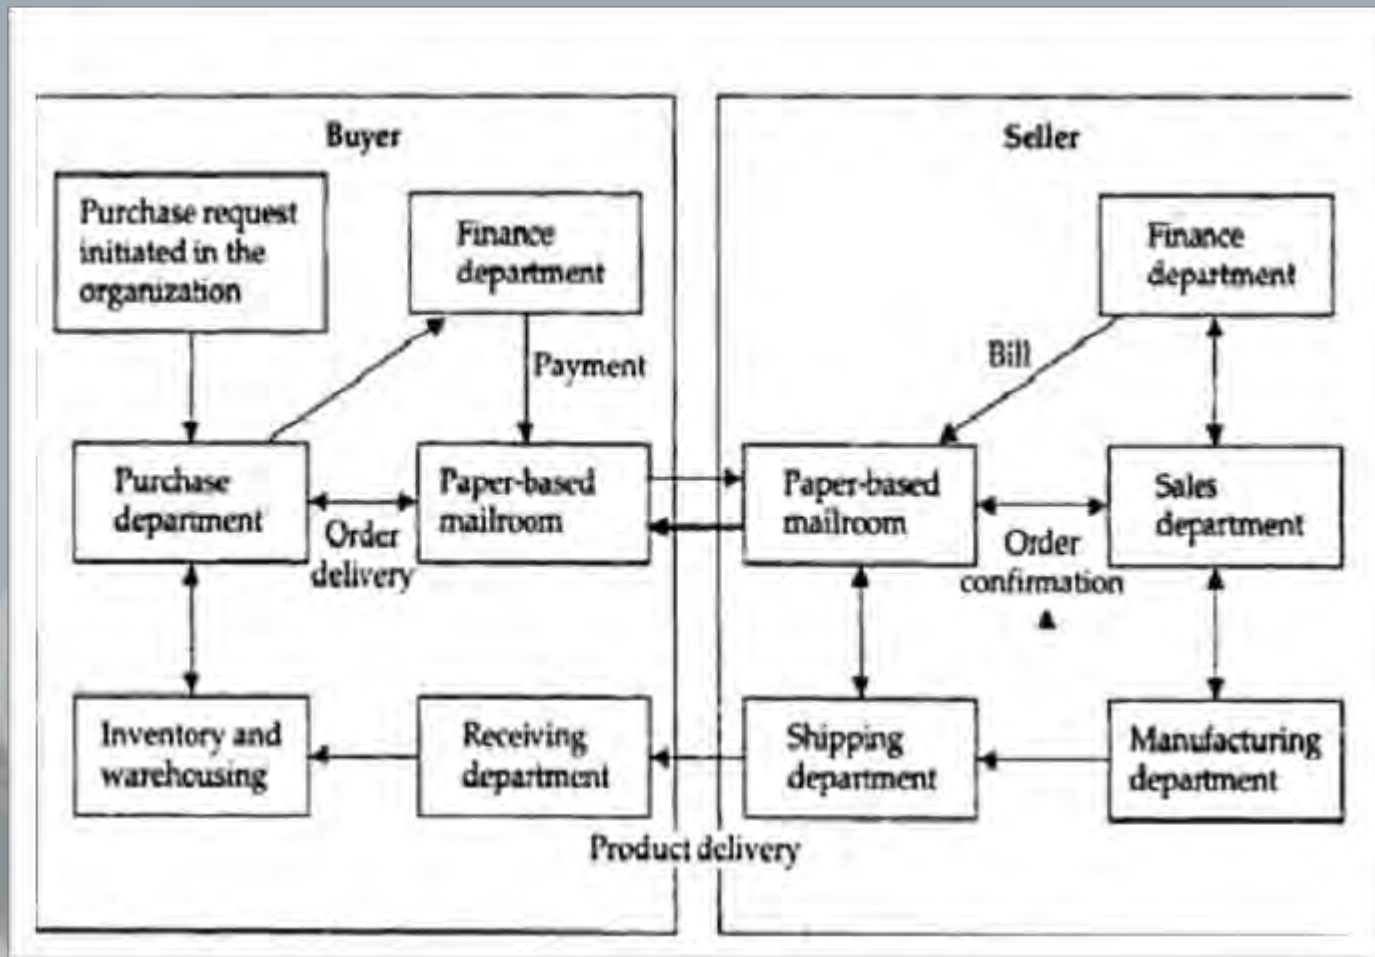 Buyer
Purchase request
initiated in the
organization
Finance
department
Payment
Purchase
department
Order
delivery
Paper-based
mailroom
Inventory and
warehousing
Receiving
department
Product delivery
Seller
Finance
department
Bill
Paper-based
mailroom
Order
confirmation
Sales
department
Shipping
department
Manufacturing
department